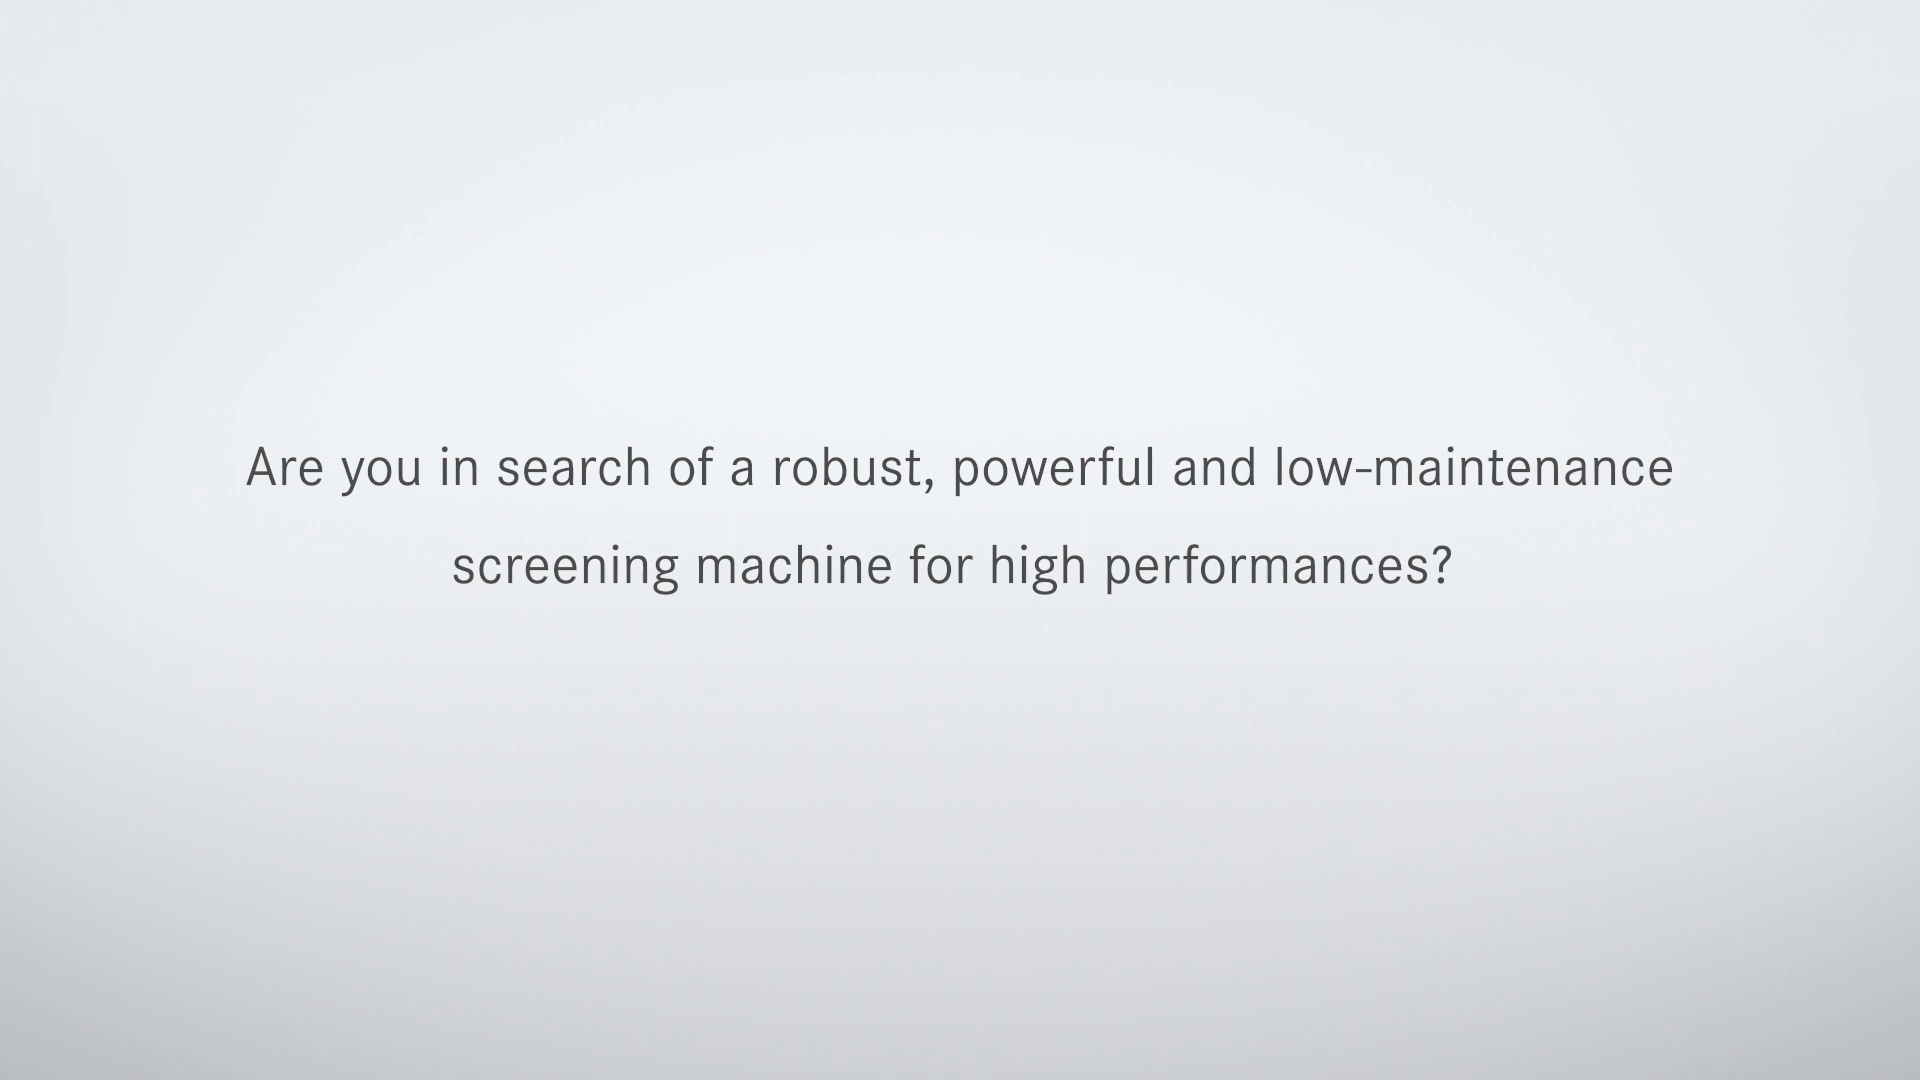 Are you in search of a robust, powerful and low-maintenance
screening machine for high performances?